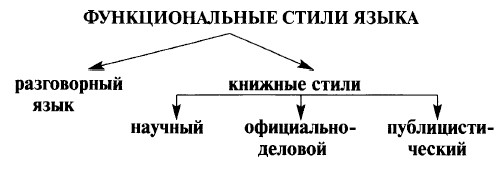 ФУНКЦИОНАЛЬНЫЕ СТИЛИ ЯЗЫКА
разговорный
язык
книжные стили
научный
официально-
деловой
публицисти-
ческий